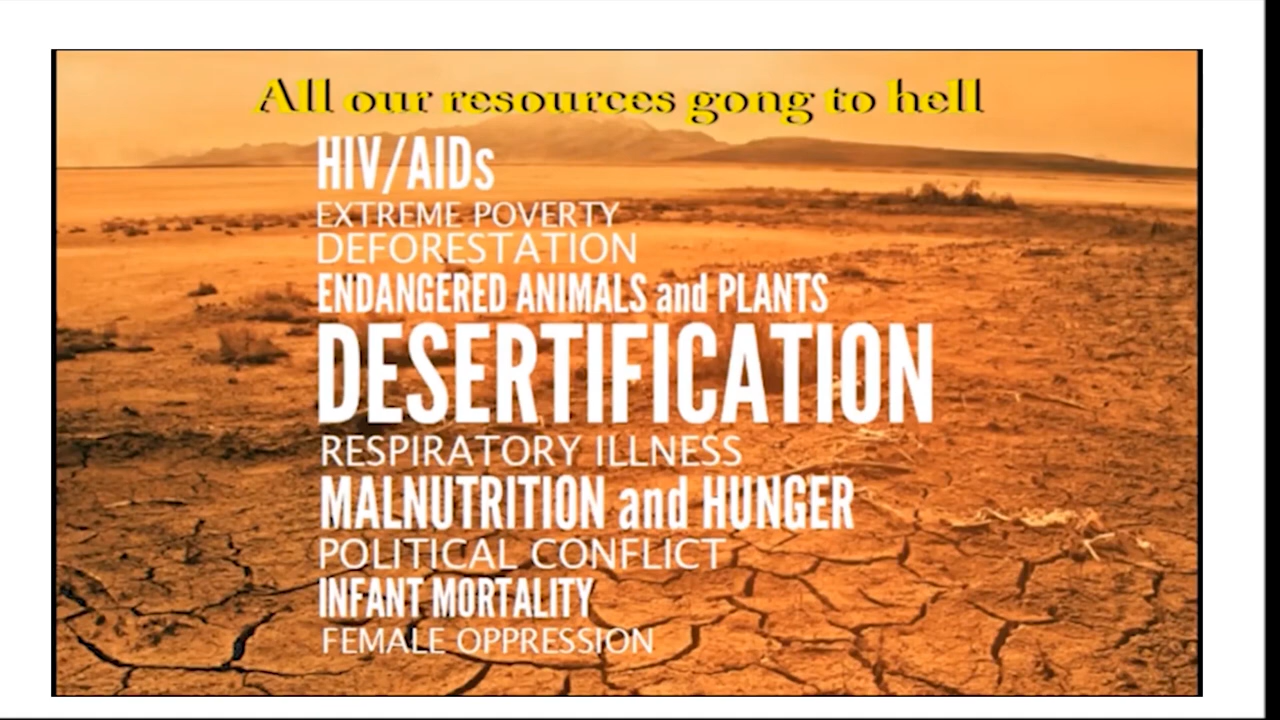 All our resources gong to hell
HIV/AIDs
EXTREME POVERTY
DEFORESTATION
ENDANGERED ANIMALS and PLANTS
DESERTIFICATION
RESPIRATORY ILLNESS
MALNUTRITION and HUNGER
POLITICAL CONFLICT
INFANT MORTALITY
FEMALE OPPRESSION